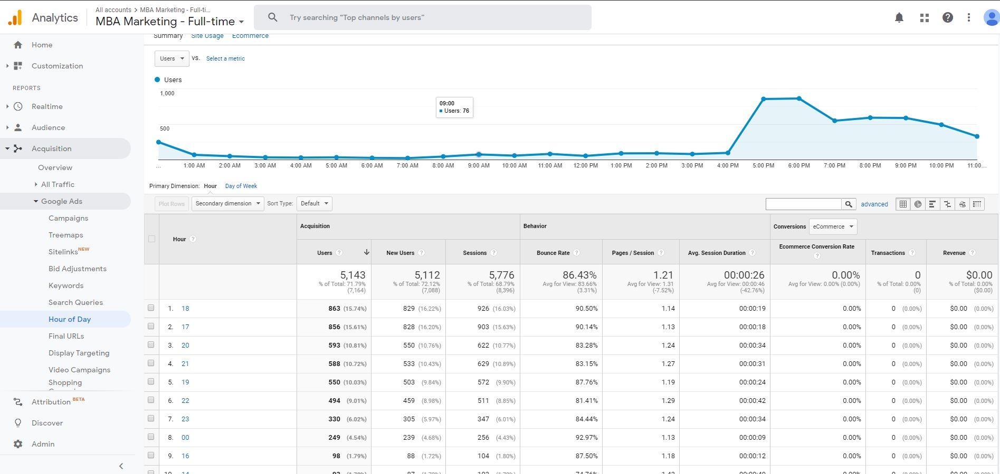 Analytics
All accounts > MBA Marketing - Full-ti...
MBA Marketing - Full-time
Try searching “Top channels by users”
Home
Customization
REPORTS
Realtime
Audience
Acquisition
Overview
All Traffic
Google Ads
Campaigns
Treemaps
Sitelinks NEW
Bid Adjustments
Keywords
Search Queries
Hour of Day
Final URLs
Display Targeting
Video Campaigns
Shopping
Attribution BETA
Discover
Admin
Summary Site Usage Ecommerce
Users VS. Select a metric
Users
1,000
500
09:00
Users: 76
... 1:00 AM 2:00 AM 3:00 AM 4:00 AM 5:00 AM 6:00 AM 7:00 AM 8:00 AM 9:00 AM 10:00 AM 11:00 AM 12:00 PM 1:00 PM 2:00 PM 3:00 PM 4:00 PM 5:00 PM 6:00 PM 7:00 PM 8:00 PM 9:00 PM 10:00 PM 11:00...
Primary Dimension: Hour Day of Week
Plot Rows Secondary dimension Sort Type: Default advanced
Hour ? Acquisition Behavior Conversions eCommerce
Users ? New Users ? Sessions ? Bounce Rate ? Pages / Session ? Avg. Session Duration ? Ecommerce Conversion Rate ? Transactions ? Revenue ?
5,143 5,112 5,776 86.43% 1.21 00:00:26 0.00% 0 $0.00
% of Total: 71.79% % of Total: 72.12% % of Total: 68.79% Avg for View: 83.66% Avg for View: 1.31 Avg for View: 00:00:46 Avg for View: 0.00% (0.00%) % of Total: 0.00% % of Total: 0.00%
(7,164) (7,088) (8,396) (3.31%) (-7.52%) (-42.76%) (0) ($0.00)
1. 18 863 (15.74%) 829 (16.22%) 926 (16.03%) 90.50% 1.14 00:00:19 0.00% 0 (0.00%) $0.00 (0.00%)
2. 17 856 (15.61%) 828 (16.20%) 903 (15.63%) 90.14% 1.13 00:00:18 0.00% 0 (0.00%) $0.00 (0.00%)
3. 20 593 (10.81%) 550 (10.76%) 622 (10.77%) 83.28% 1.24 00:00:34 0.00% 0 (0.00%) $0.00 (0.00%)
4. 21 588 (10.72%) 533 (10.43%) 629 (10.89%) 83.15% 1.27 00:00:31 0.00% 0 (0.00%) $0.00 (0.00%)
5. 19 550 (10.03%) 503 (9.84%) 572 (9.90%) 87.76% 1.19 00:00:24 0.00% 0 (0.00%) $0.00 (0.00%)
6. 22 494 (9.01%) 459 (8.98%) 511 (8.85%) 81.41% 1.29 00:00:42 0.00% 0 (0.00%) $0.00 (0.00%)
7. 23 330 (6.02%) 305 (5.97%) 347 (6.01%) 84.44% 1.24 00:00:34 0.00% 0 (0.00%) $0.00 (0.00%)
8. 00 249 (4.54%) 239 (4.68%) 256 (4.43%) 92.97% 1.13 00:00:09 0.00% 0 (0.00%) $0.00 (0.00%)
9. 16 98 (1.79%) 88 (1.72%) 104 (1.80%) 87.50% 1.18 00:00:12 0.00% 0 (0.00%) $0.00 (0.00%)